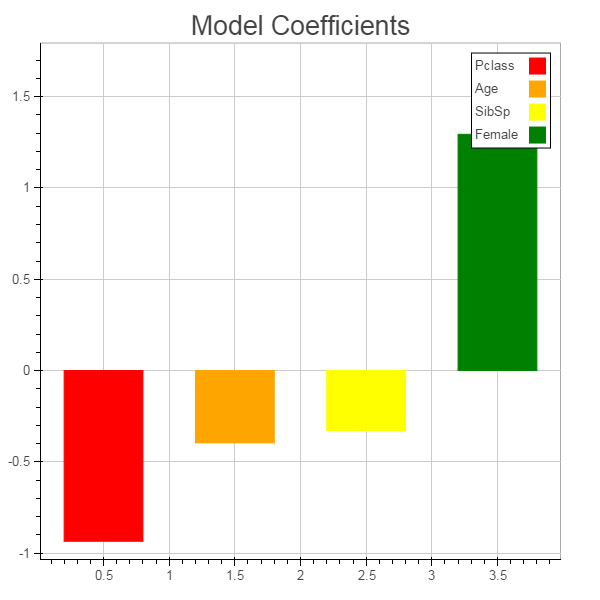 Model Coefficients
Pclass
Age
SibSp
Female
1.5
1
0.5
0
-0.5
-1
0.5 1 1.5 2 2.5 3 3.5